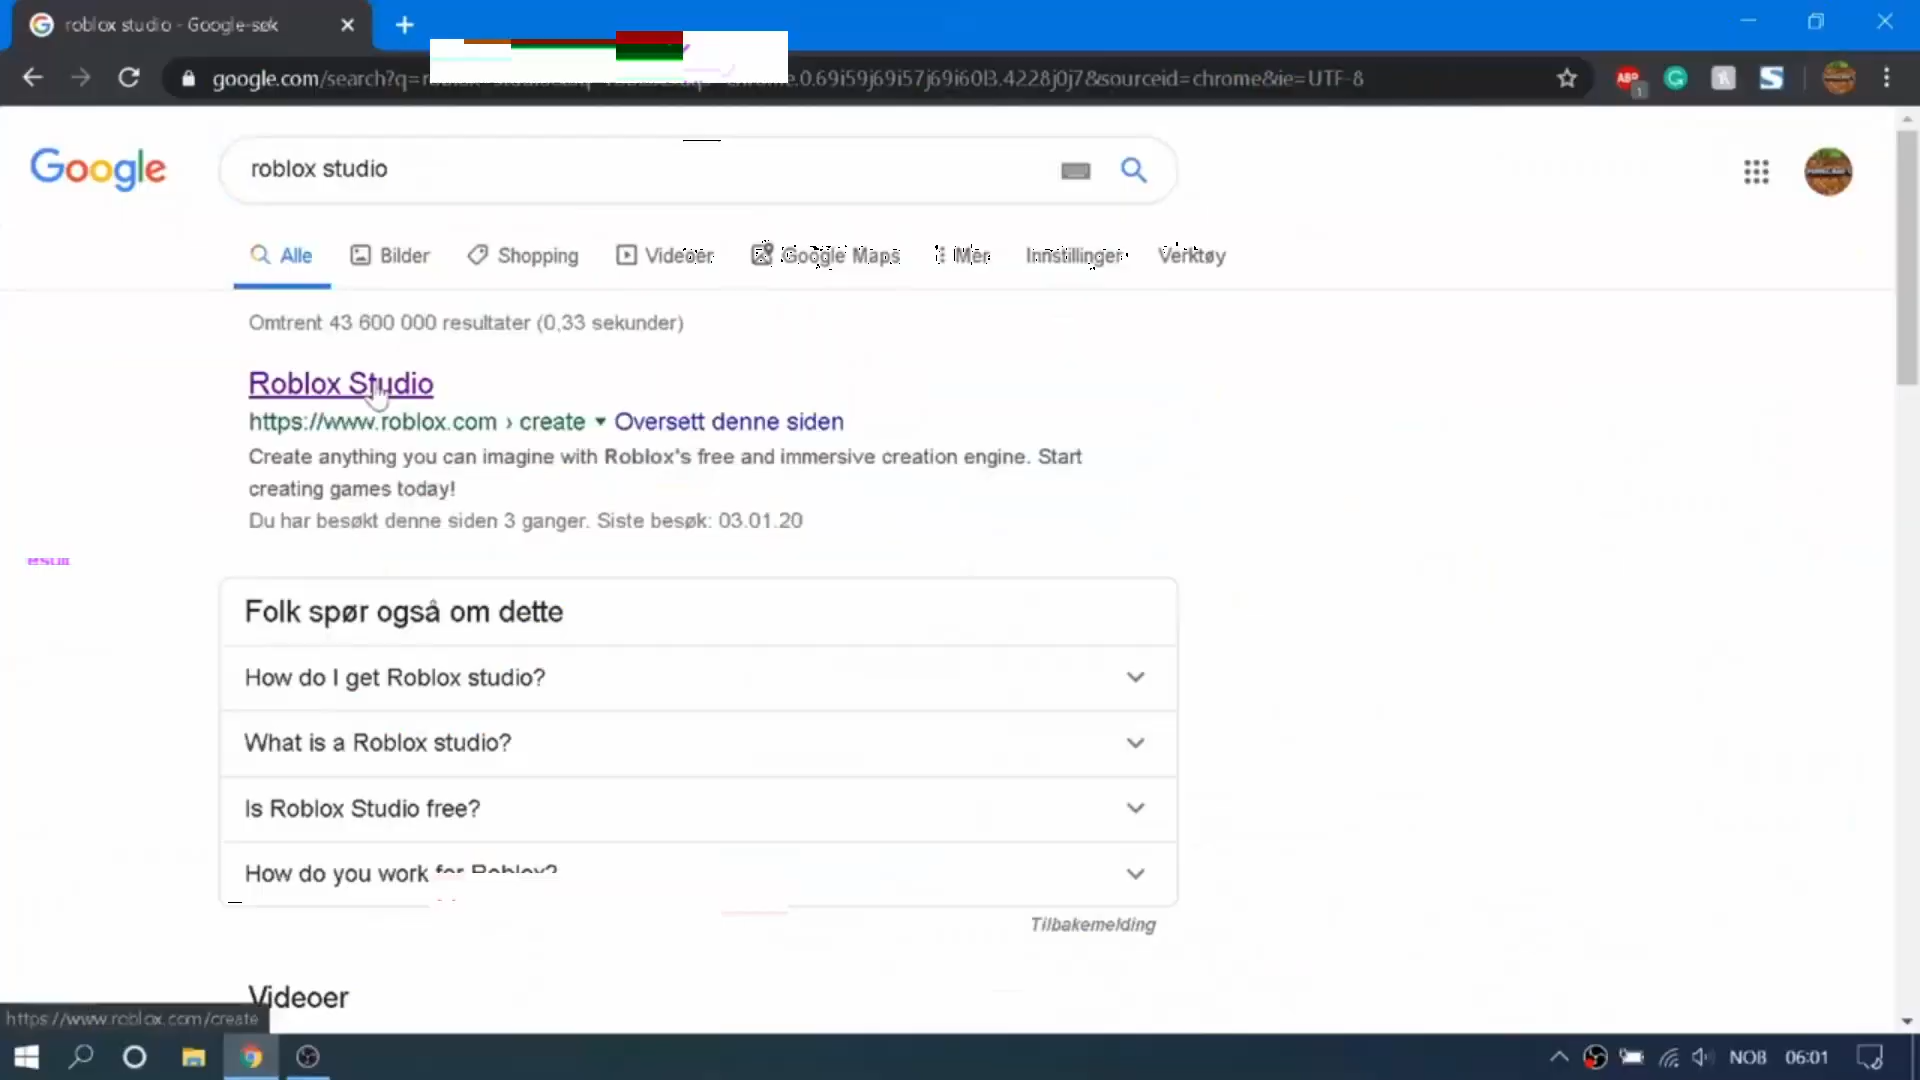 roblox studio - Google-søk
google.com/search?q=
chrome.0.69i59j69i57j69i60l3.4228j0j7&sourceid=chrome&ie=UTF-8
ABP
1
Google
roblox studio
Alle Bilder Shopping Videoer Google Maps Mer Innstillinger Verktøy
Omtrent 43 600 000 resultater (0,33 sekunder)
Roblox Studio
https://www.roblox.com › create Oversett denne siden
Create anything you can imagine with Roblox's free and immersive creation engine. Start
creating games today!
Du har besøkt denne siden 3 ganger. Siste besøk: 03.01.20
Folk spør også om dette
How do I get Roblox studio?
What is a Roblox studio?
Is Roblox Studio free?
How do you work for Roblox?
Tilbakemelding
Videoer
https://www.roblox.com/create
NOB 06:01